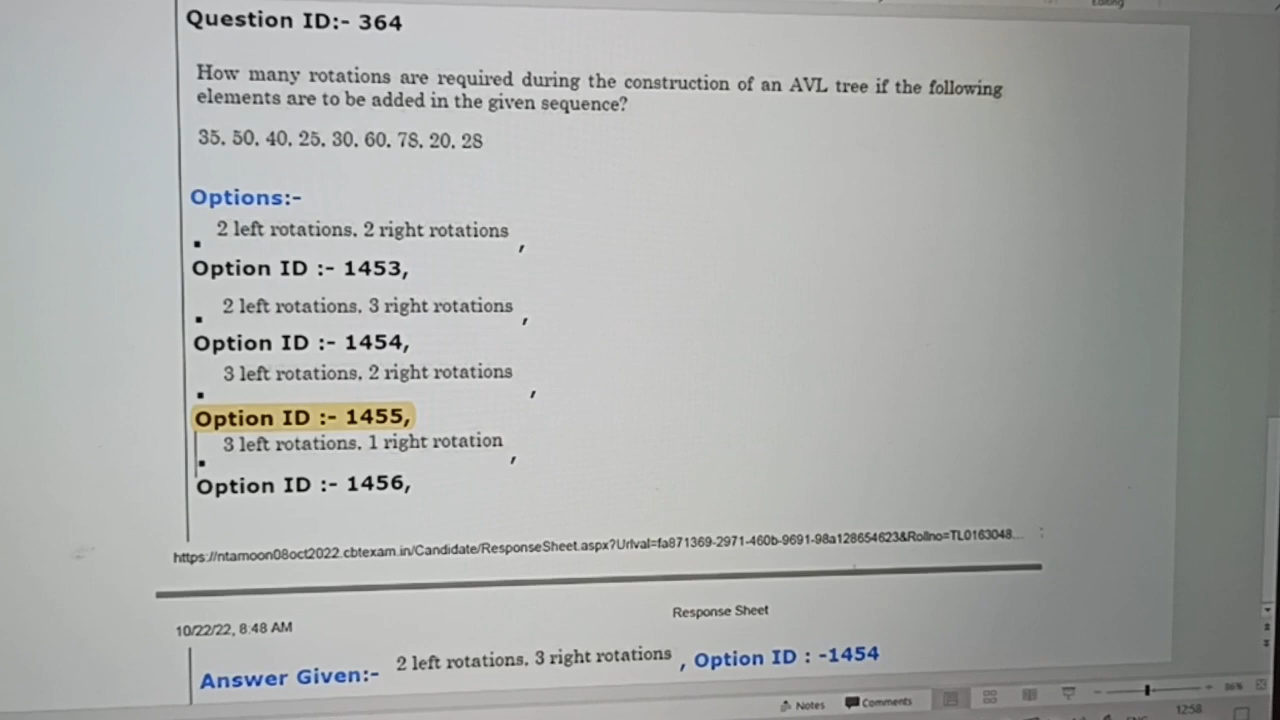 Question ID:- 364
How many rotations are required during the construction of an AVL tree if the following
elements are to be added in the given sequence?
35, 50, 40, 25, 30, 60, 78, 20, 28
Options:-
2 left rotations, 2 right rotations ,
Option ID :- 1453,
2 left rotations, 3 right rotations ,
Option ID :- 1454,
3 left rotations, 2 right rotations ,
Option ID :- 1455,
3 left rotations, 1 right rotation ,
Option ID :- 1456,
https://ntamoon08oct2022.cbtexam.in/Candidate/ResponseSheet.aspx?Urlval=fa871369-2971-460b-9691-98a128654623&Rollno=TL0163048...
10/22/22, 8:48 AM
Response Sheet
Answer Given:- 2 left rotations, 3 right rotations , Option ID : -1454
Notes Comments 86%
12:58